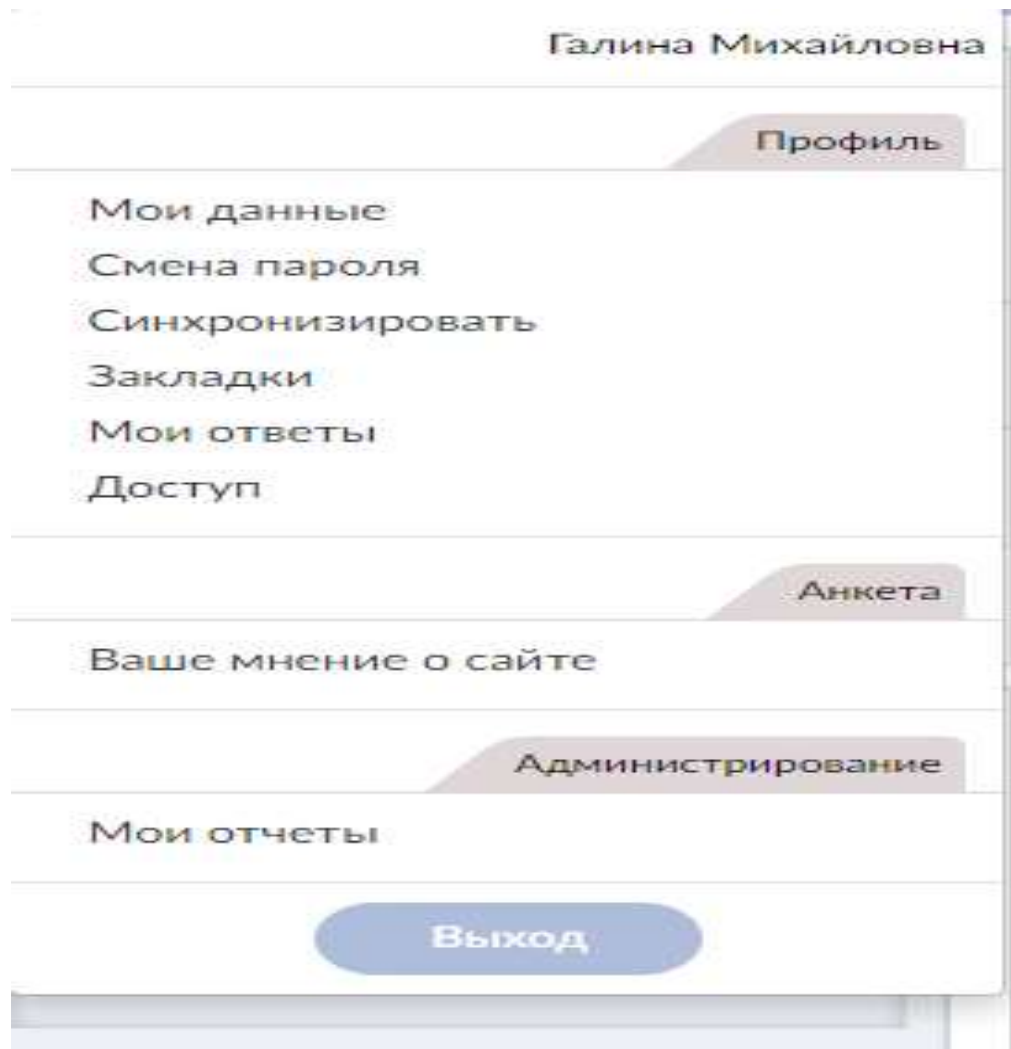 Галина Михайловна
Профиль
Мои данные
Смена пароля
Синхронизировать
Закладки
Мои ответы
Доступ
Анкета
Ваше мнение о сайте
Администрирование
Мои отчеты
Выход